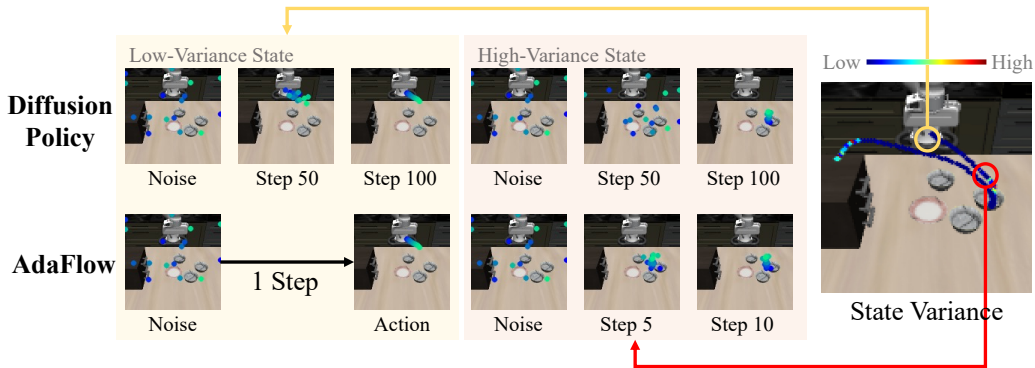 Low-Variance State
High-Variance State
Low High
Diffusion
Policy
Noise Step 50 Step 100 Noise Step 50 Step 100
AdaFlow
1 Step
Noise Action Noise Step 5 Step 10
State Variance